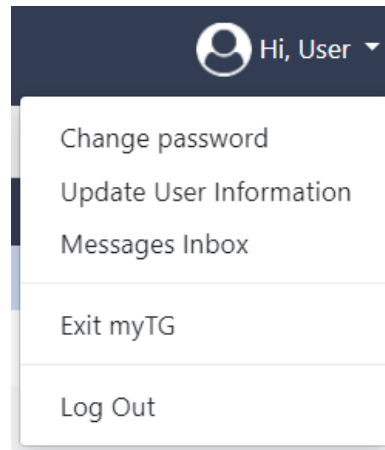 Hi, User
Change password
Update User Information
Messages Inbox
Exit myTG
Log Out